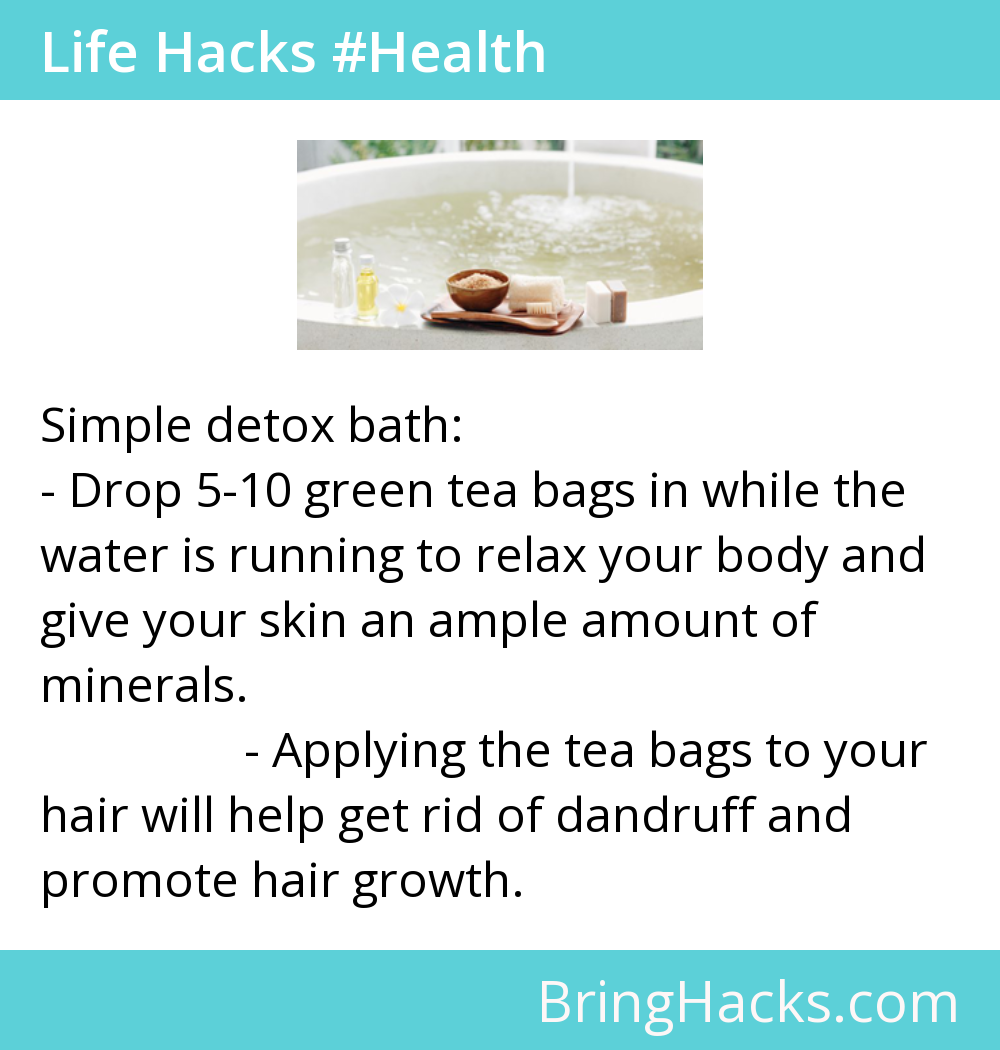 Life Hacks #Health
Simple detox bath:
- Drop 5-10 green tea bags in while the
water is running to relax your body and
give your skin an ample amount of
minerals.
- Applying the tea bags to your
hair will help get rid of dandruff and
promote hair growth.
BringHacks.com